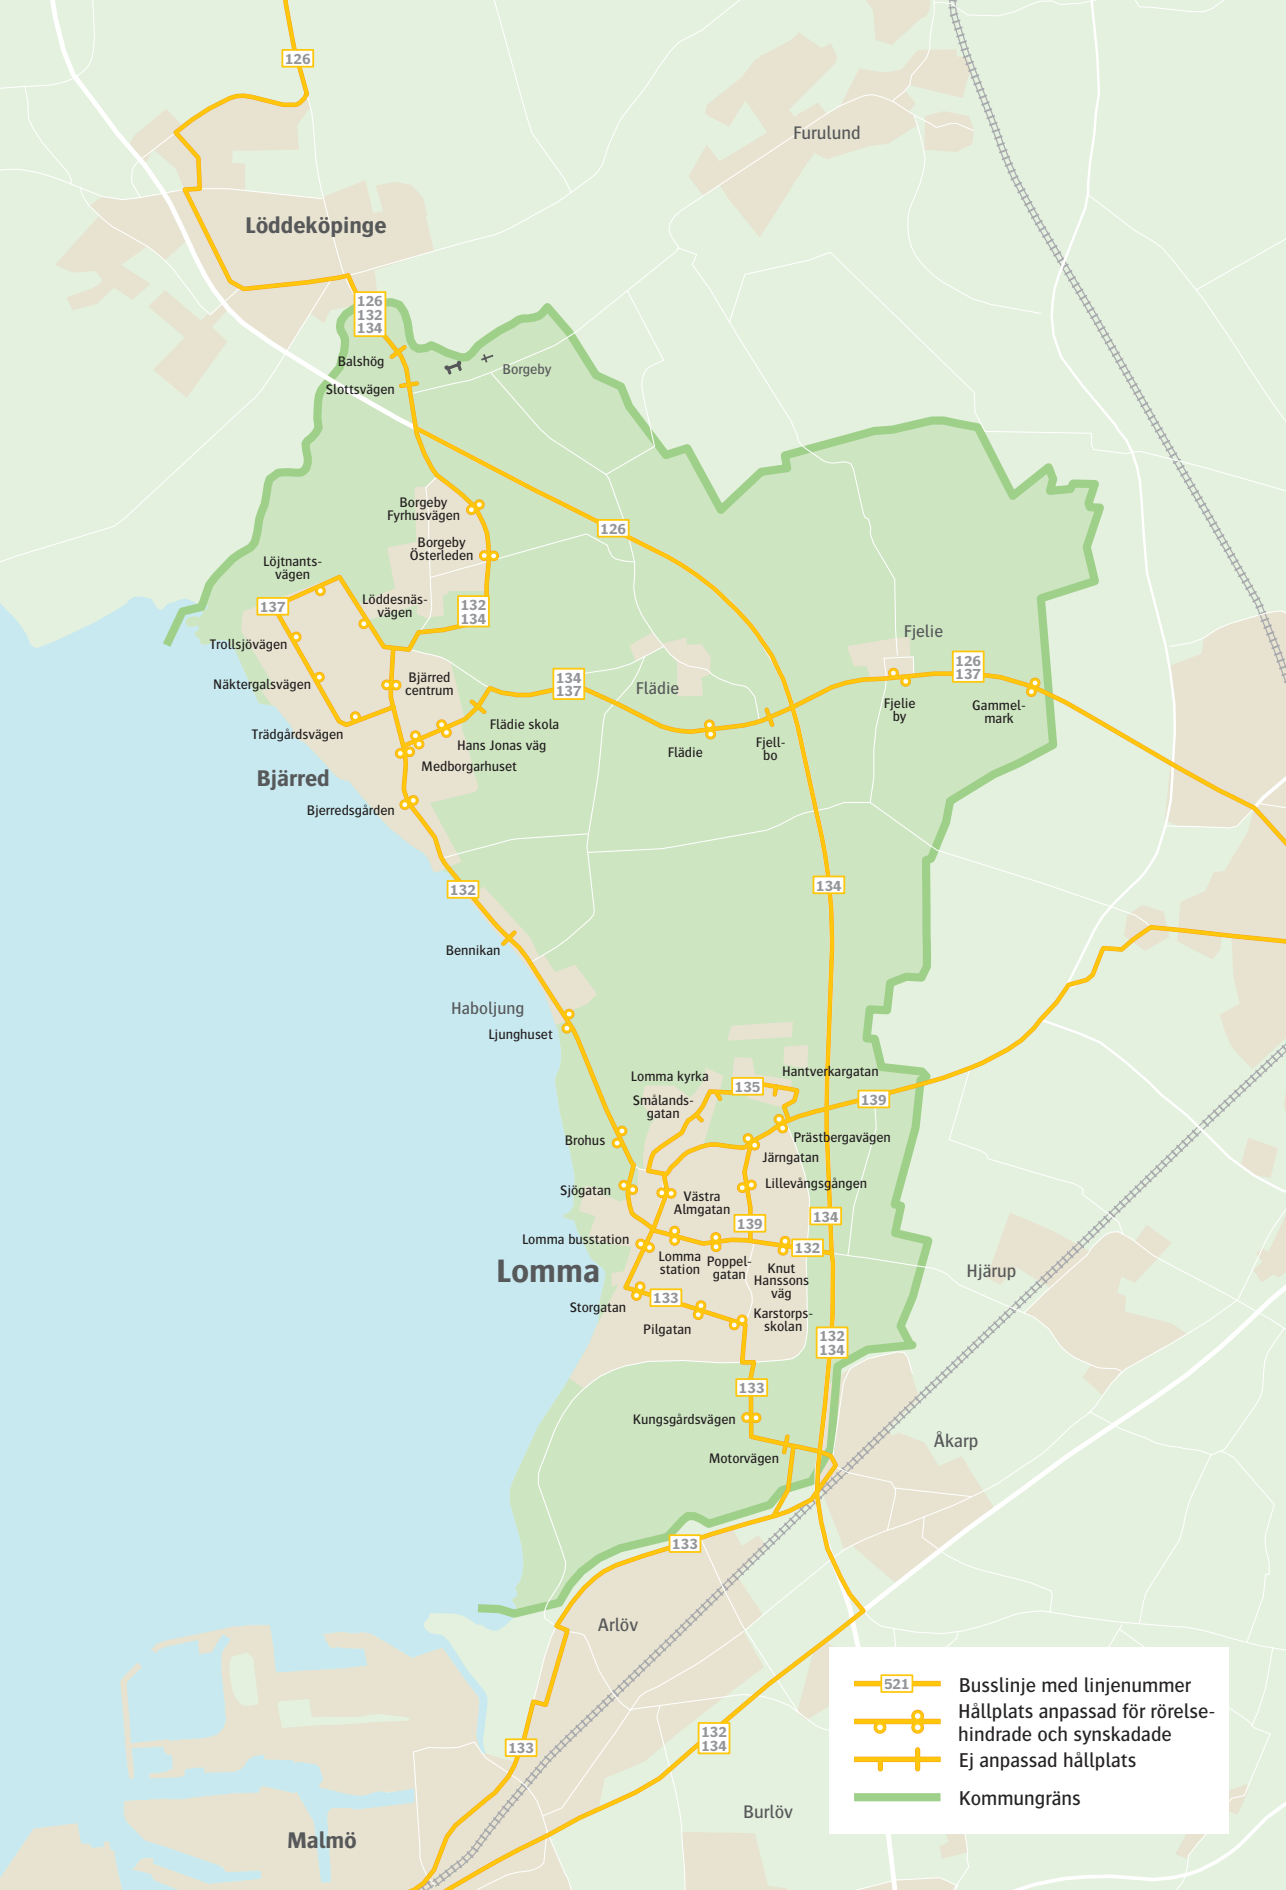 126
Furulund
Löddeköpinge
126
132
134
Balshög
Borgeby
Slottsvägen
Borgeby
Fyrhusvägen
126
Borgeby
Österleden
Löjtnants-
vägen
137
Löddesnäs-
vägen
132
134
Trollsjövägen
Fjelie
126
137
Näktergalsvägen
Bjärred
centrum
134
137
Flädie
Fjelie
by
Gammel-
mark
Trädgårdsvägen
Flädie skola
Hans Jonas väg
Flädie
Fjell-
bo
Medborgarhuset
Bjärred
Bjerredsgården
132
134
Bennikan
Haboljung
Ljunghuset
Lomma kyrka
135
Hantverkargatan
Smålands-
gatan
139
Brohus
Prästbergavägen
Järngatan
Sjögatan
Lillevångsgången
Västra
Almgatan
139
134
Lomma busstation
132
Lomma
station
Poppel-
gatan
Knut
Hanssons
väg
Lomma
Hjärup
Storgatan
133
Karstorps-
skolan
Pilgatan
132
134
133
Kungsgårdsvägen
Åkarp
Motorvägen
133
Arlöv
521
Busslinje med linjenummer
Hållplats anpassad för rörelse-
hindrade och synskadade
Ej anpassad hållplats
Kommungräns
132
134
133
Burlöv
Malmö